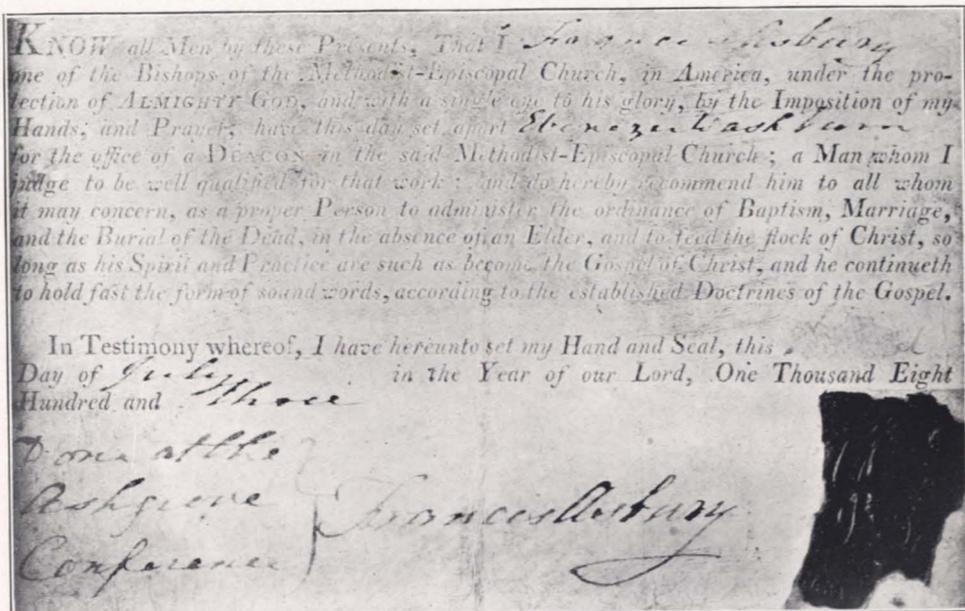 KNOW all Men by these Presents, That I Francis Asbury
one of the Bishops of the Methodist-Episcopal Church, in America, under the pro-
tection of ALMIGHTY GOD, and with a single eye to his glory, by the Imposition of my
Hands, and Prayer, have this day set apart Ebenezer Washburn
for the office of a DEACON in the said Methodist-Episcopal Church; a Man whom I
judge to be well qualified for that work; and do hereby recommend him to all whom
it may concern, as a proper Person to administer the ordinance of Baptism, Marriage,
and the Burial of the Dead, in the absence of an Elder, and to feed the flock of Christ, so
long as his Spirit and Practice are such as become the Gospel of Christ, and he continueth
to hold fast the form of sound words, according to the established Doctrines of the Gospel.
In Testimony whereof, I have hereunto set my Hand and Seal, this
Day of July in the Year of our Lord, One Thousand Eight
Hundred and three
Done at the
Ashgrove
Conference
Francis Asbury